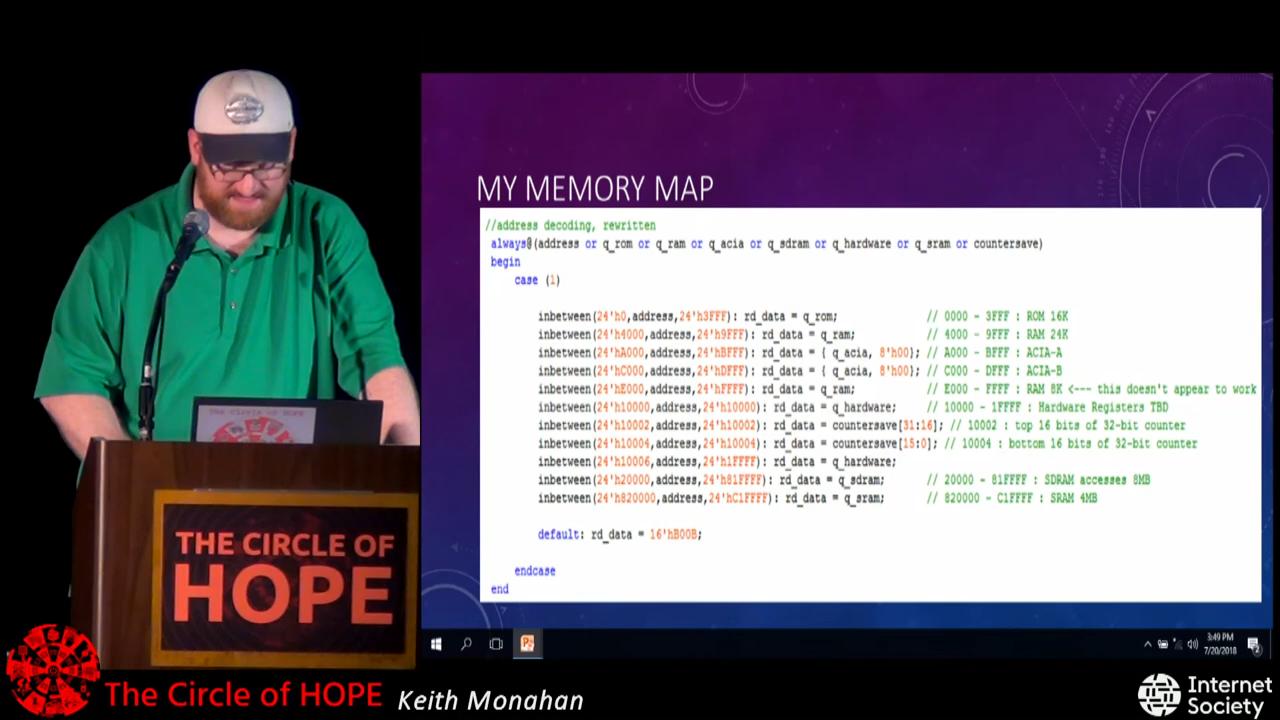 MY MEMORY MAP
//address decoding, rewritten
always@(address or q_rom or q_ram or q_acia or q_sdram or q_hardware or q_sram or countersave)
begin
case (1)
inbetween(24'h0,address,24'h3FFF): rd_data = q_rom; // 0000 - 3FFF : ROM 16K
inbetween(24'h4000,address,24'h9FFF): rd_data = q_ram; // 4000 - 9FFF : RAM 24K
inbetween(24'hA000,address,24'hBFFF): rd_data = { q_acia, 8'h00}; // A000 - BFFF : ACIA-A
inbetween(24'hC000,address,24'hDFFF): rd_data = { q_acia, 8'h00}; // C000 - DFFF : ACIA-B
inbetween(24'hE000,address,24'hFFFF): rd_data = q_ram; // E000 - FFFF : RAM 8K <--- this doesn't appear to work
inbetween(24'h10000,address,24'h10000): rd_data = q_hardware; // 10000 - 1FFFF : Hardware Registers TBD
inbetween(24'h10002,address,24'h10002): rd_data = countersave[31:16]; // 10002 : top 16 bits of 32-bit counter
inbetween(24'h10004,address,24'h10004): rd_data = countersave[15:0]; // 10004 : bottom 16 bits of 32-bit counter
inbetween(24'h10006,address,24'h1FFFF): rd_data = q_hardware;
inbetween(24'h20000,address,24'h81FFFF): rd_data = q_sdram; // 20000 - 81FFFF : SDRAM accesses 8MB
inbetween(24'h820000,address,24'hC1FFFF): rd_data = q_sram; // 820000 - C1FFFF : SRAM 4MB
default: rd_data = 16'hB00B;
endcase
end
The Circle of HOPE
THE CIRCLE OF
HOPE
3:49 PM
7/20/2018
The Circle of HOPE
Keith Monahan
Internet
Society